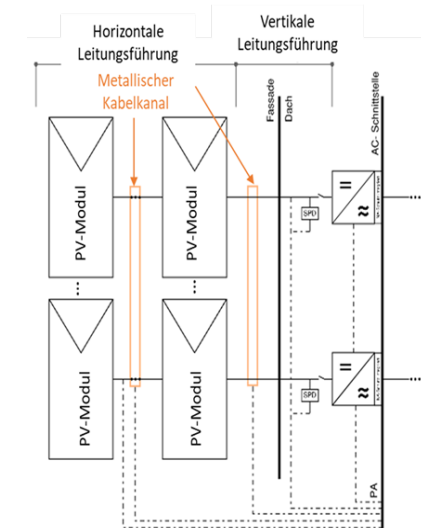 Horizontale
Leitungsführung
Vertikale
Leitungsführung
Metallischer
Kabelkanal
Fassade
Dach
AC- Schnittstelle
PV-Modul
PV-Modul
SPD
PV-Modul
PV-Modul
SPD
PA